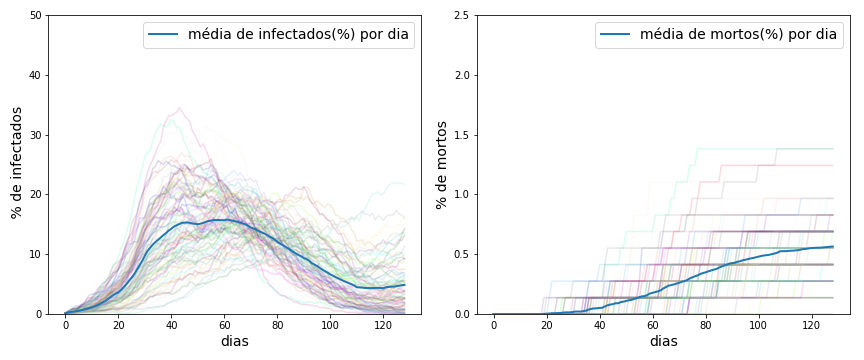 média de infectados(%) por dia
% de infectados
50
40
30
20
10
0
0 20 40 60 80 100 120
dias
média de mortos(%) por dia
% de mortos
2.5
2.0
1.5
1.0
0.5
0.0
0 20 40 60 80 100 120
dias